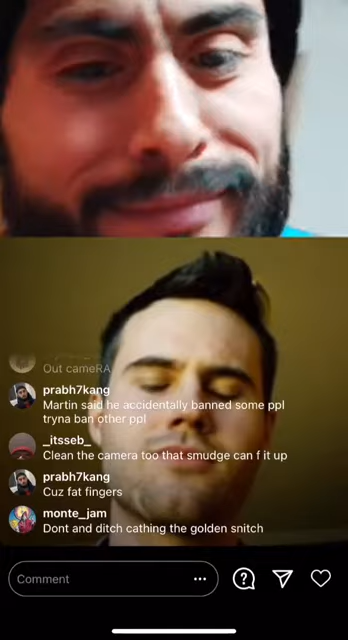 Out cameRA
prabh7kang
Martin said he accidentally banned some ppl
tryna ban other ppl
_itsseb_
Clean the camera too that smudge can f it up
prabh7kang
Cuz fat fingers
monte_jam
Dont and ditch cathing the golden snitch
Comment